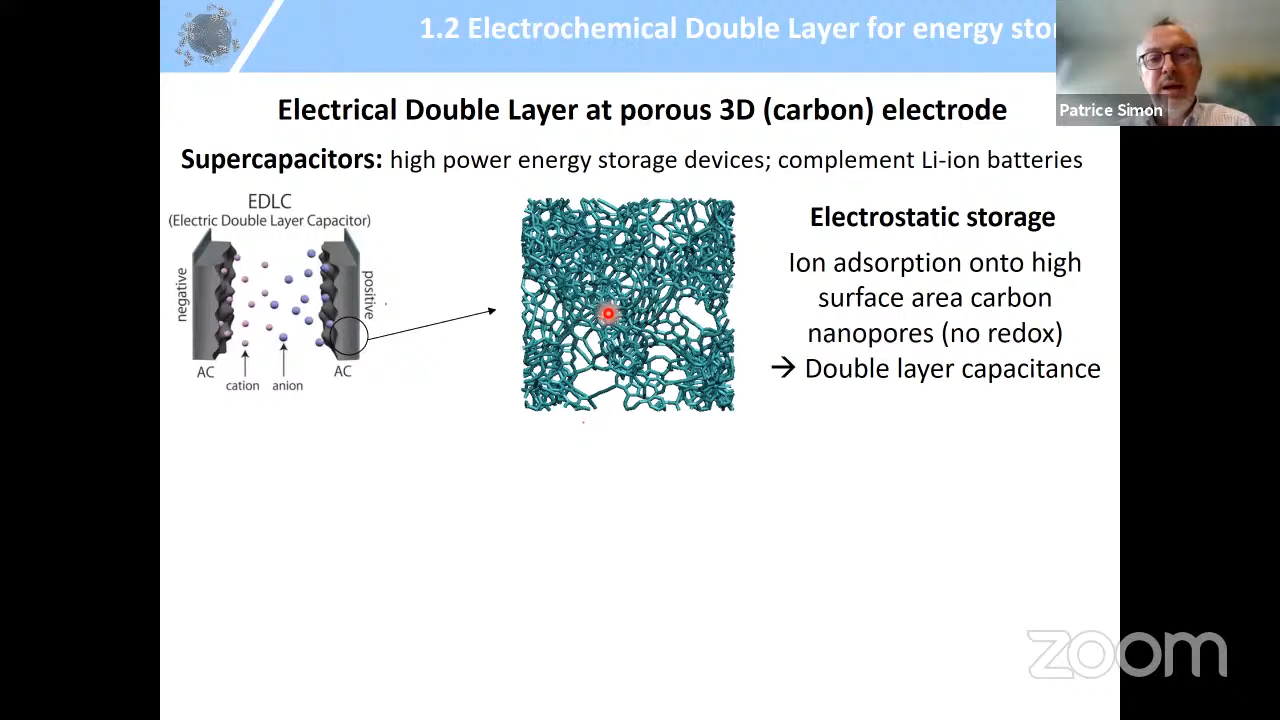 1.2 Electrochemical Double Layer for energy
Patrice Simon
Electrical Double Layer at porous 3D (carbon) electrode
Supercapacitors: high power energy storage devices; complement Li-ion batteries
EDLC
(Electric Double Layer Capacitor)
negative
positive
AC
AC
cation
anion
Electrostatic storage
Ion adsorption onto high
surface area carbon
nanopores (no redox)
→ Double layer capacitance
zoom